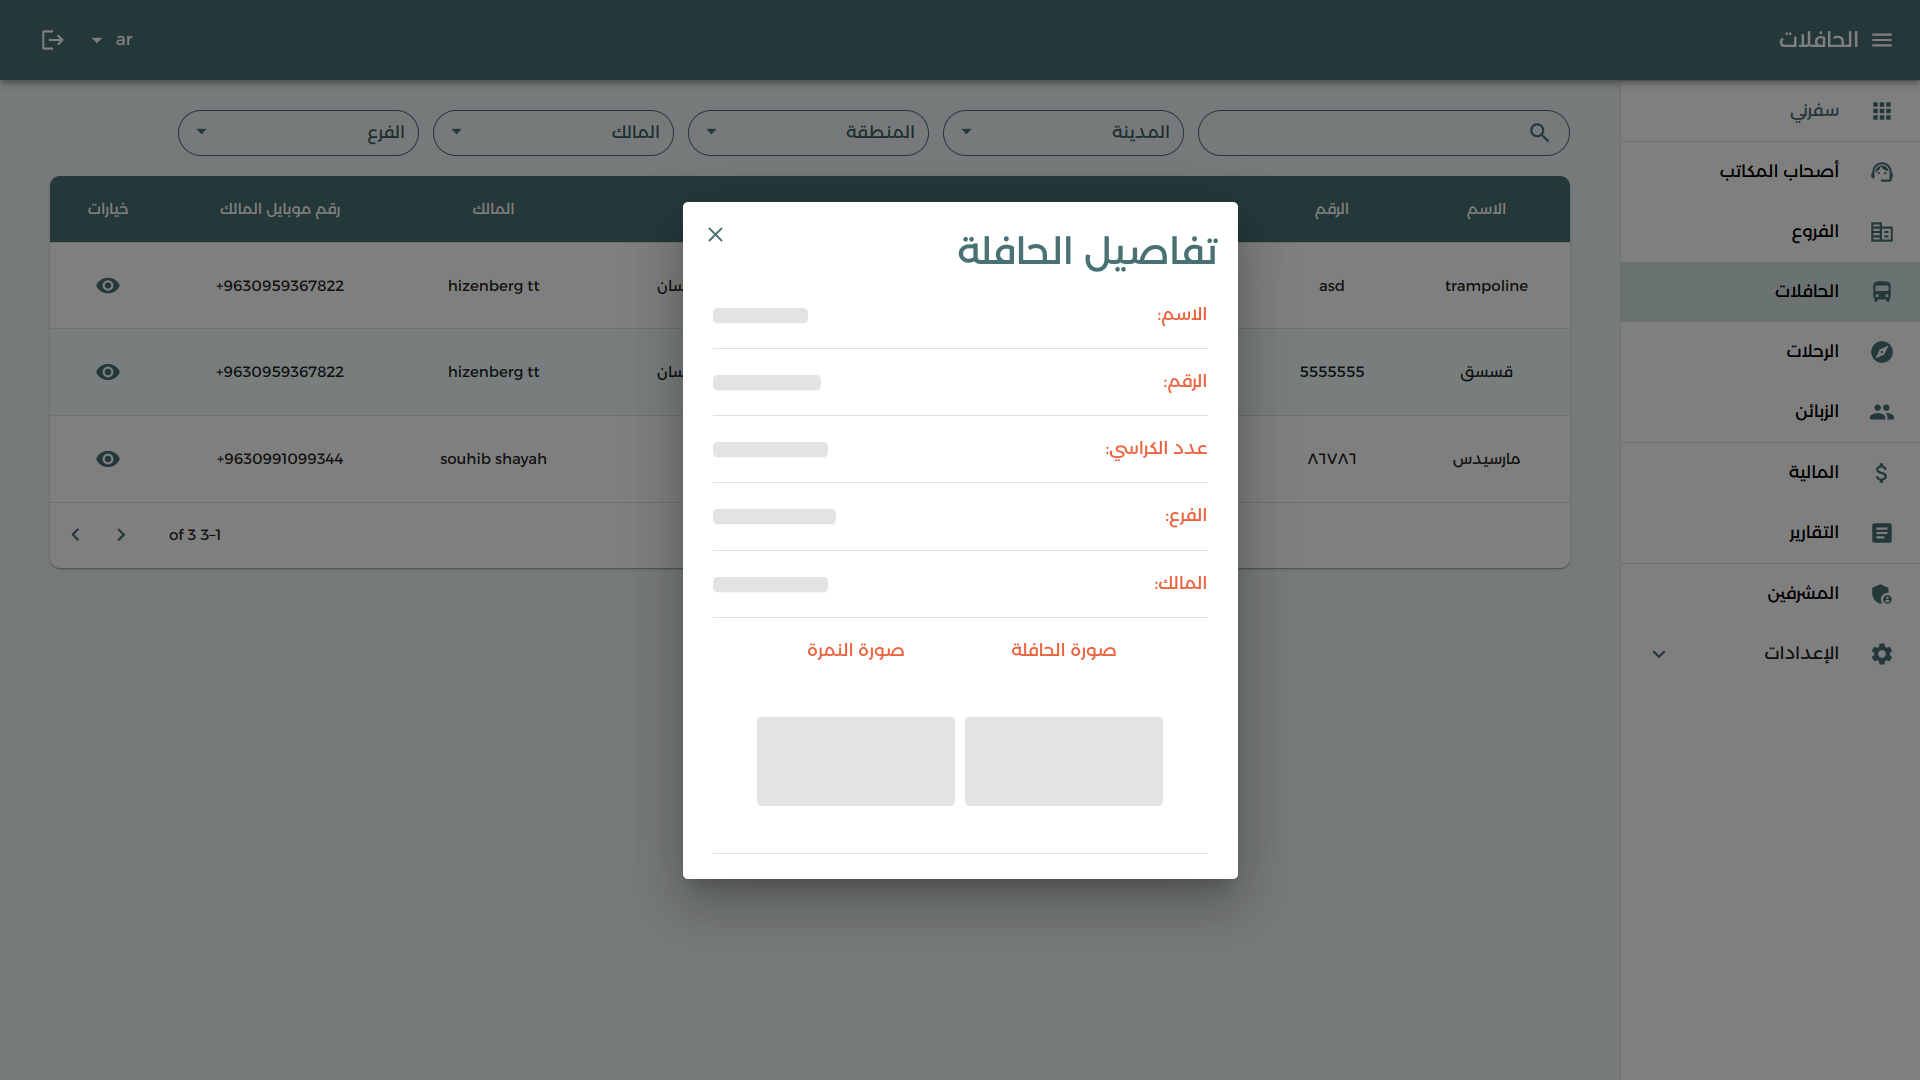 الحافلات
ar
سفرني
أصحاب المكاتب
الفروع
الحافلات
الرحلات
الزبائن
المالية
التقارير
المشرفين
الإعدادات
المدينة
المنطقة
المالك
الفرع
الاسم
الرقم
المالك
رقم موبايل المالك
خيارات
trampoline
asd
hizenberg tt
+9630959367822
قسسق
5555555
hizenberg tt
+9630959367822
مارسيدس
٨٦٧٨٦
souhib shayah
+9630991099344
of 3 3–1
تفاصيل الحافلة
الاسم:
الرقم:
عدد الكراسي:
الفرع:
المالك:
صورة الحافلة
صورة النمرة